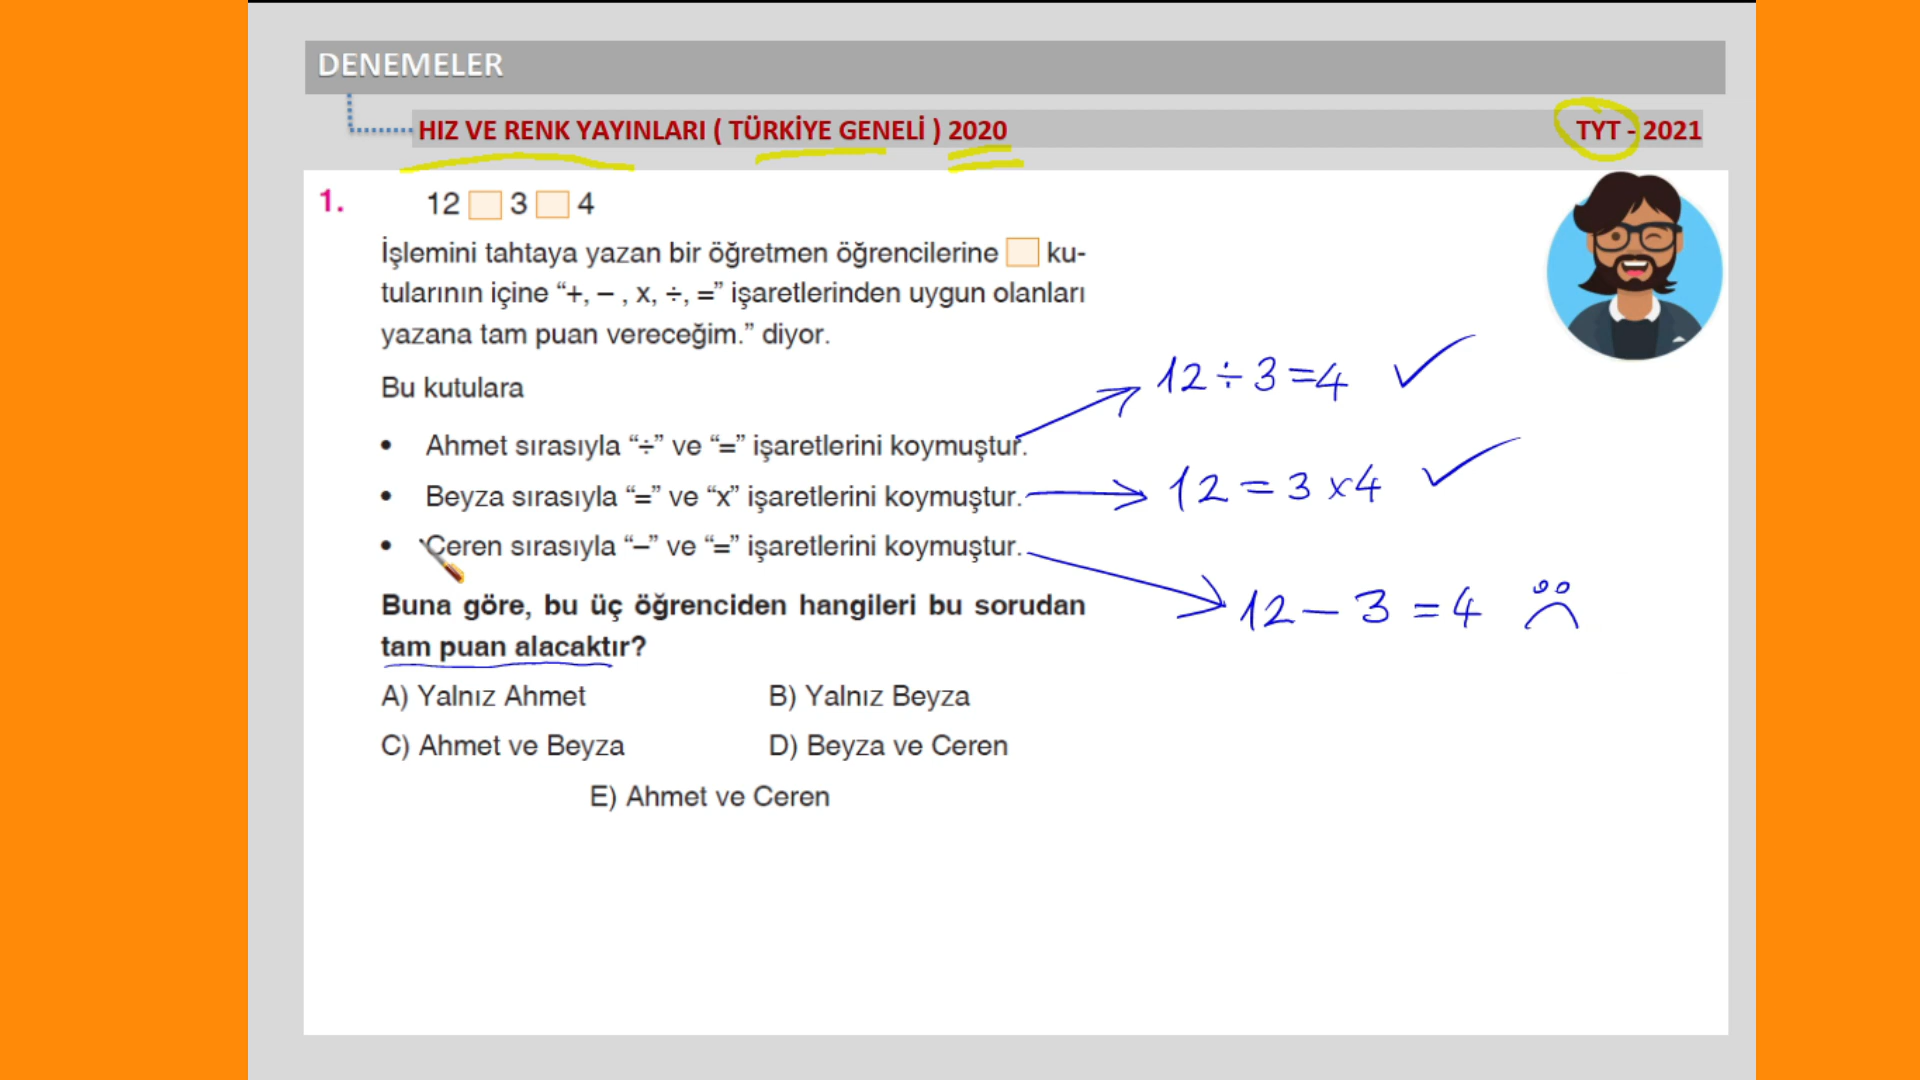 DENEMELER
HIZ VE RENK YAYINLARI ( TÜRKİYE GENELİ ) 2020
TYT - 2021
1. 12 □ 3 □ 4
İşlemini tahtaya yazan bir öğretmen öğrencilerine □ ku-
tularının içine “+, – , x, ÷, =” işaretlerinden uygun olanları
yazana tam puan vereceğim.” diyor.
Bu kutulara
• Ahmet sırasıyla “÷” ve “=” işaretlerini koymuştur.
12 ÷ 3 = 4 ✓
• Beyza sırasıyla “=” ve “x” işaretlerini koymuştur.
12 = 3 x 4 ✓
• Ceren sırasıyla “–” ve “=” işaretlerini koymuştur.
12 – 3 = 4
Buna göre, bu üç öğrenciden hangileri bu sorudan
tam puan alacaktır?
A) Yalnız Ahmet B) Yalnız Beyza
C) Ahmet ve Beyza D) Beyza ve Ceren
E) Ahmet ve Ceren